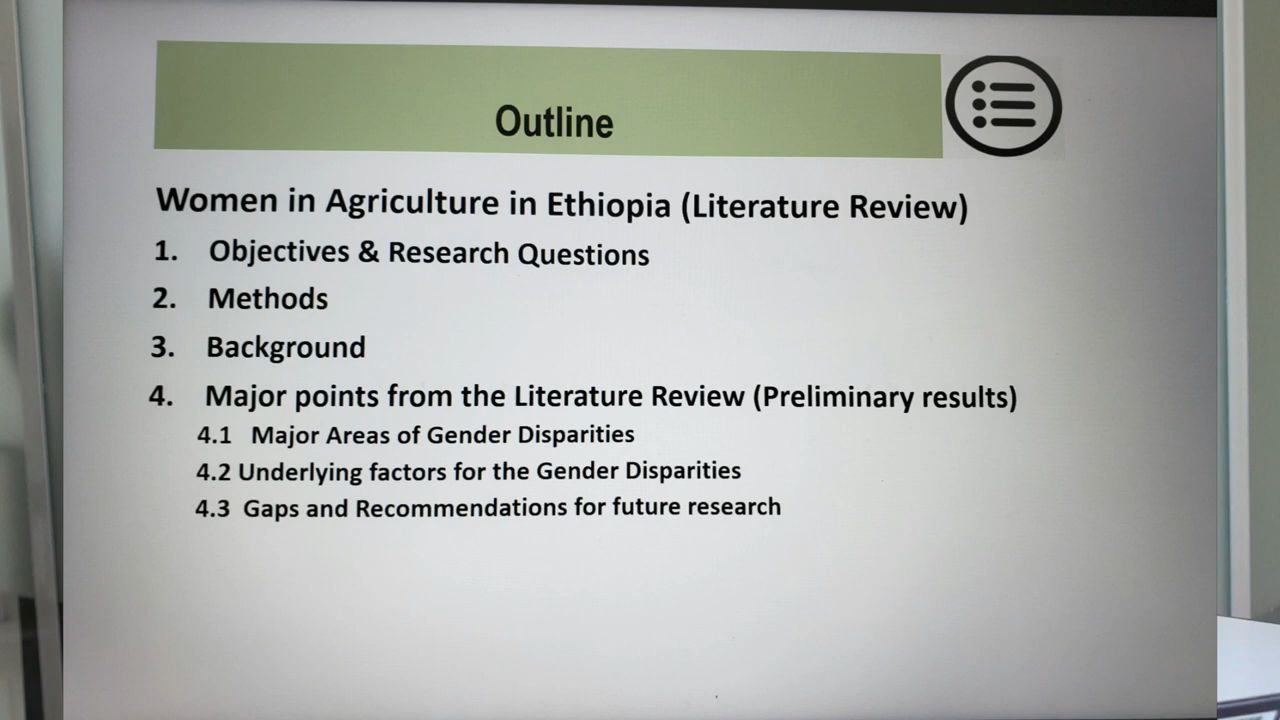 Outline
Women in Agriculture in Ethiopia (Literature Review)
1. Objectives & Research Questions
2. Methods
3. Background
4. Major points from the Literature Review (Preliminary results)
4.1 Major Areas of Gender Disparities
4.2 Underlying factors for the Gender Disparities
4.3 Gaps and Recommendations for future research